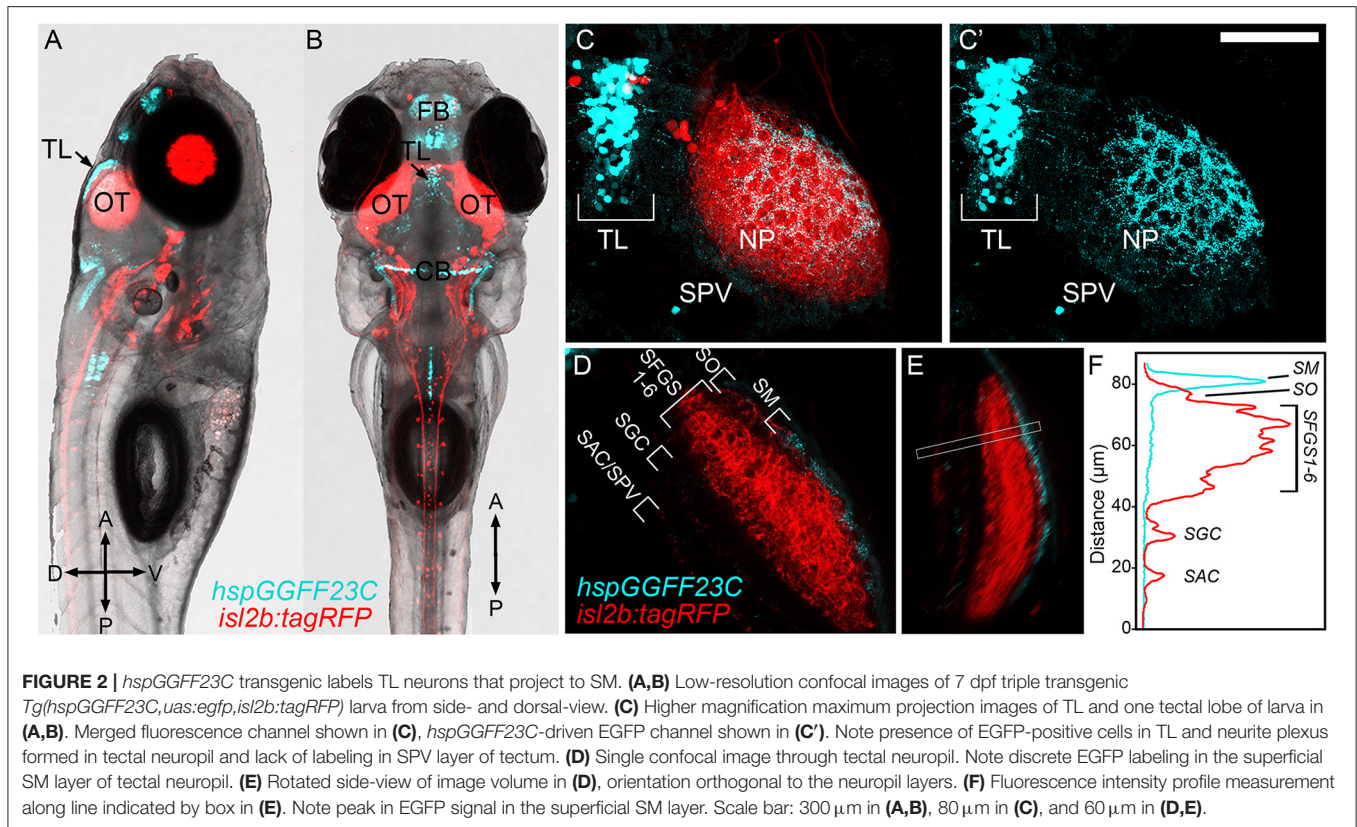 A
TL
OT
A
D
V
P
hspGGFF23C
isl2b:tagRFP
B
FB
TL
OT
OT
CB
A
P
C
TL
NP
SPV
C'
TL
NP
SPV
D
SO
SM
SFGS
1-6
SGC
SAC/SPV
hspGGFF23C
isl2b:tagRFP
E
F
Distance (µm)
80
60
40
20
0
SM
SO
SFGS1-6
SGC
SAC
FIGURE 2 | hspGGFF23C transgenic labels TL neurons that project to SM. (A,B) Low-resolution confocal images of 7 dpf triple transgenic
Tg(hspGGFF23C,uas:egfp,isl2b:tagRFP) larva from side- and dorsal-view. (C) Higher magnification maximum projection images of TL and one tectal lobe of larva in
(A,B). Merged fluorescence channel shown in (C), hspGGFF23C-driven EGFP channel shown in (C′). Note presence of EGFP-positive cells in TL and neurite plexus
formed in tectal neuropil and lack of labeling in SPV layer of tectum. (D) Single confocal image through tectal neuropil. Note discrete EGFP labeling in the superficial
SM layer of tectal neuropil. (E) Rotated side-view of image volume in (D), orientation orthogonal to the neuropil layers. (F) Fluorescence intensity profile measurement
along line indicated by box in (E). Note peak in EGFP signal in the superficial SM layer. Scale bar: 300 µm in (A,B), 80 µm in (C), and 60 µm in (D,E).